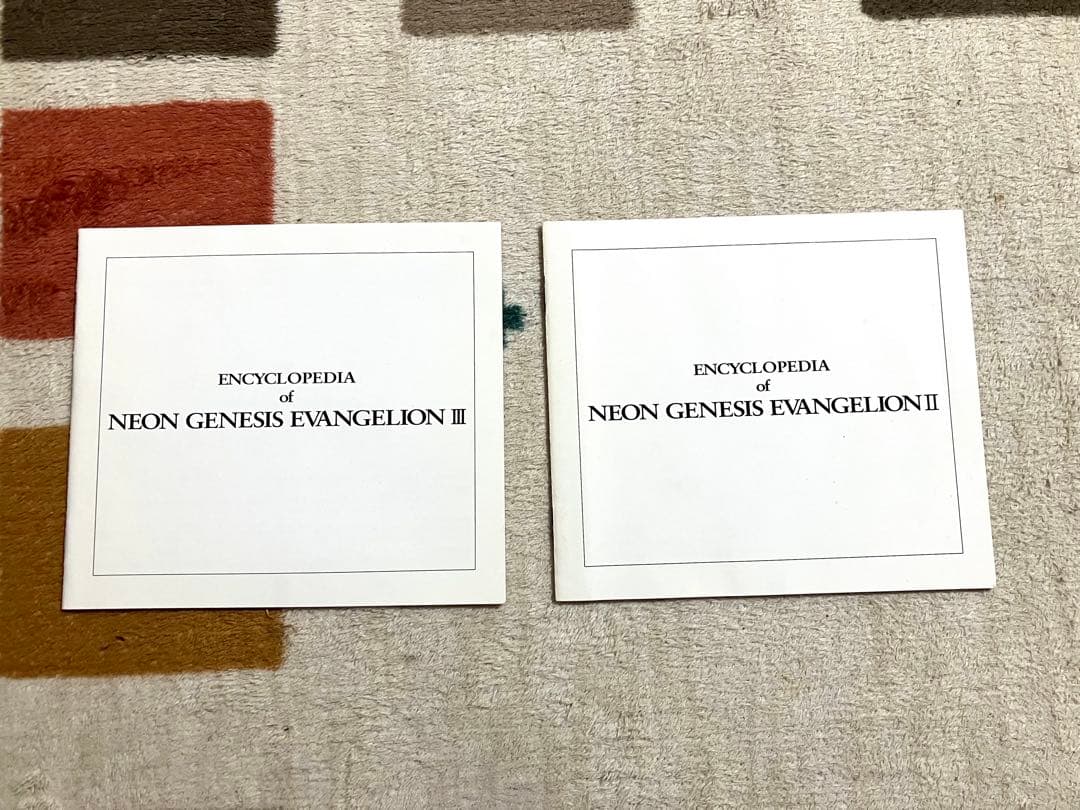 ENCYCLOPEDIA
of
NEON GENESIS EVANGELION III
ENCYCLOPEDIA
of
NEON GENESIS EVANGELION II